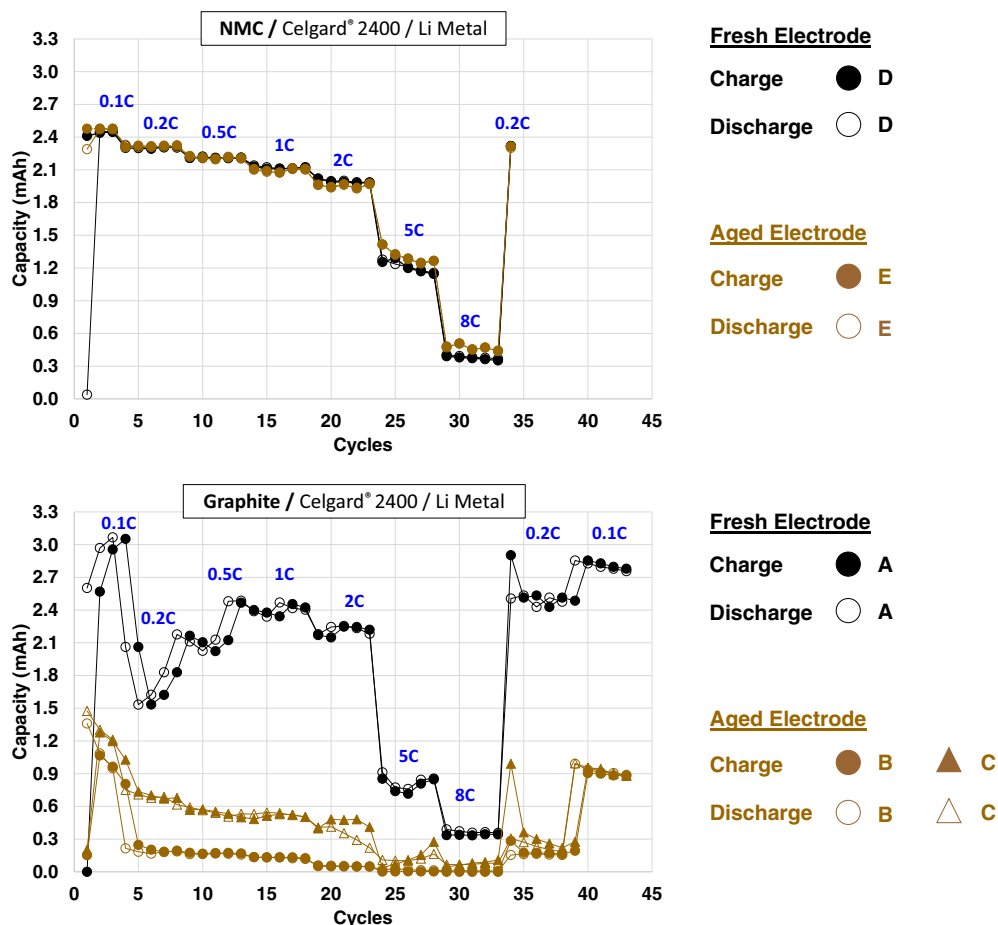 NMC / Celgard® 2400 / Li Metal
3.3
3.0
2.7
2.4
2.1
1.8
1.5
1.2
0.9
0.6
0.3
0.0
Capacity (mAh)
0.1C
0.2C
0.5C
1C
2C
5C
8C
0.2C
0 5 10 15 20 25 30 35 40 45
Cycles
Fresh Electrode
Charge D
Discharge D
Aged Electrode
Charge E
Discharge E
Graphite / Celgard® 2400 / Li Metal
3.3
3.0
2.7
2.4
2.1
1.8
1.5
1.2
0.9
0.6
0.3
0.0
Capacity (mAh)
0.1C
0.2C
0.5C
1C
2C
5C
8C
0.2C
0.1C
0 5 10 15 20 25 30 35 40 45
Cycles
Fresh Electrode
Charge A
Discharge A
Aged Electrode
Charge B C
Discharge B C